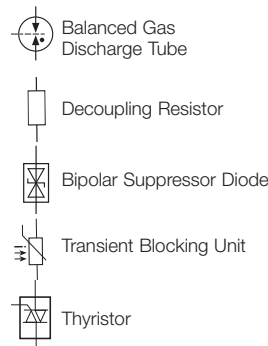 Balanced Gas
Discharge Tube
Decoupling Resistor
Bipolar Suppressor Diode
Transient Blocking Unit
Thyristor